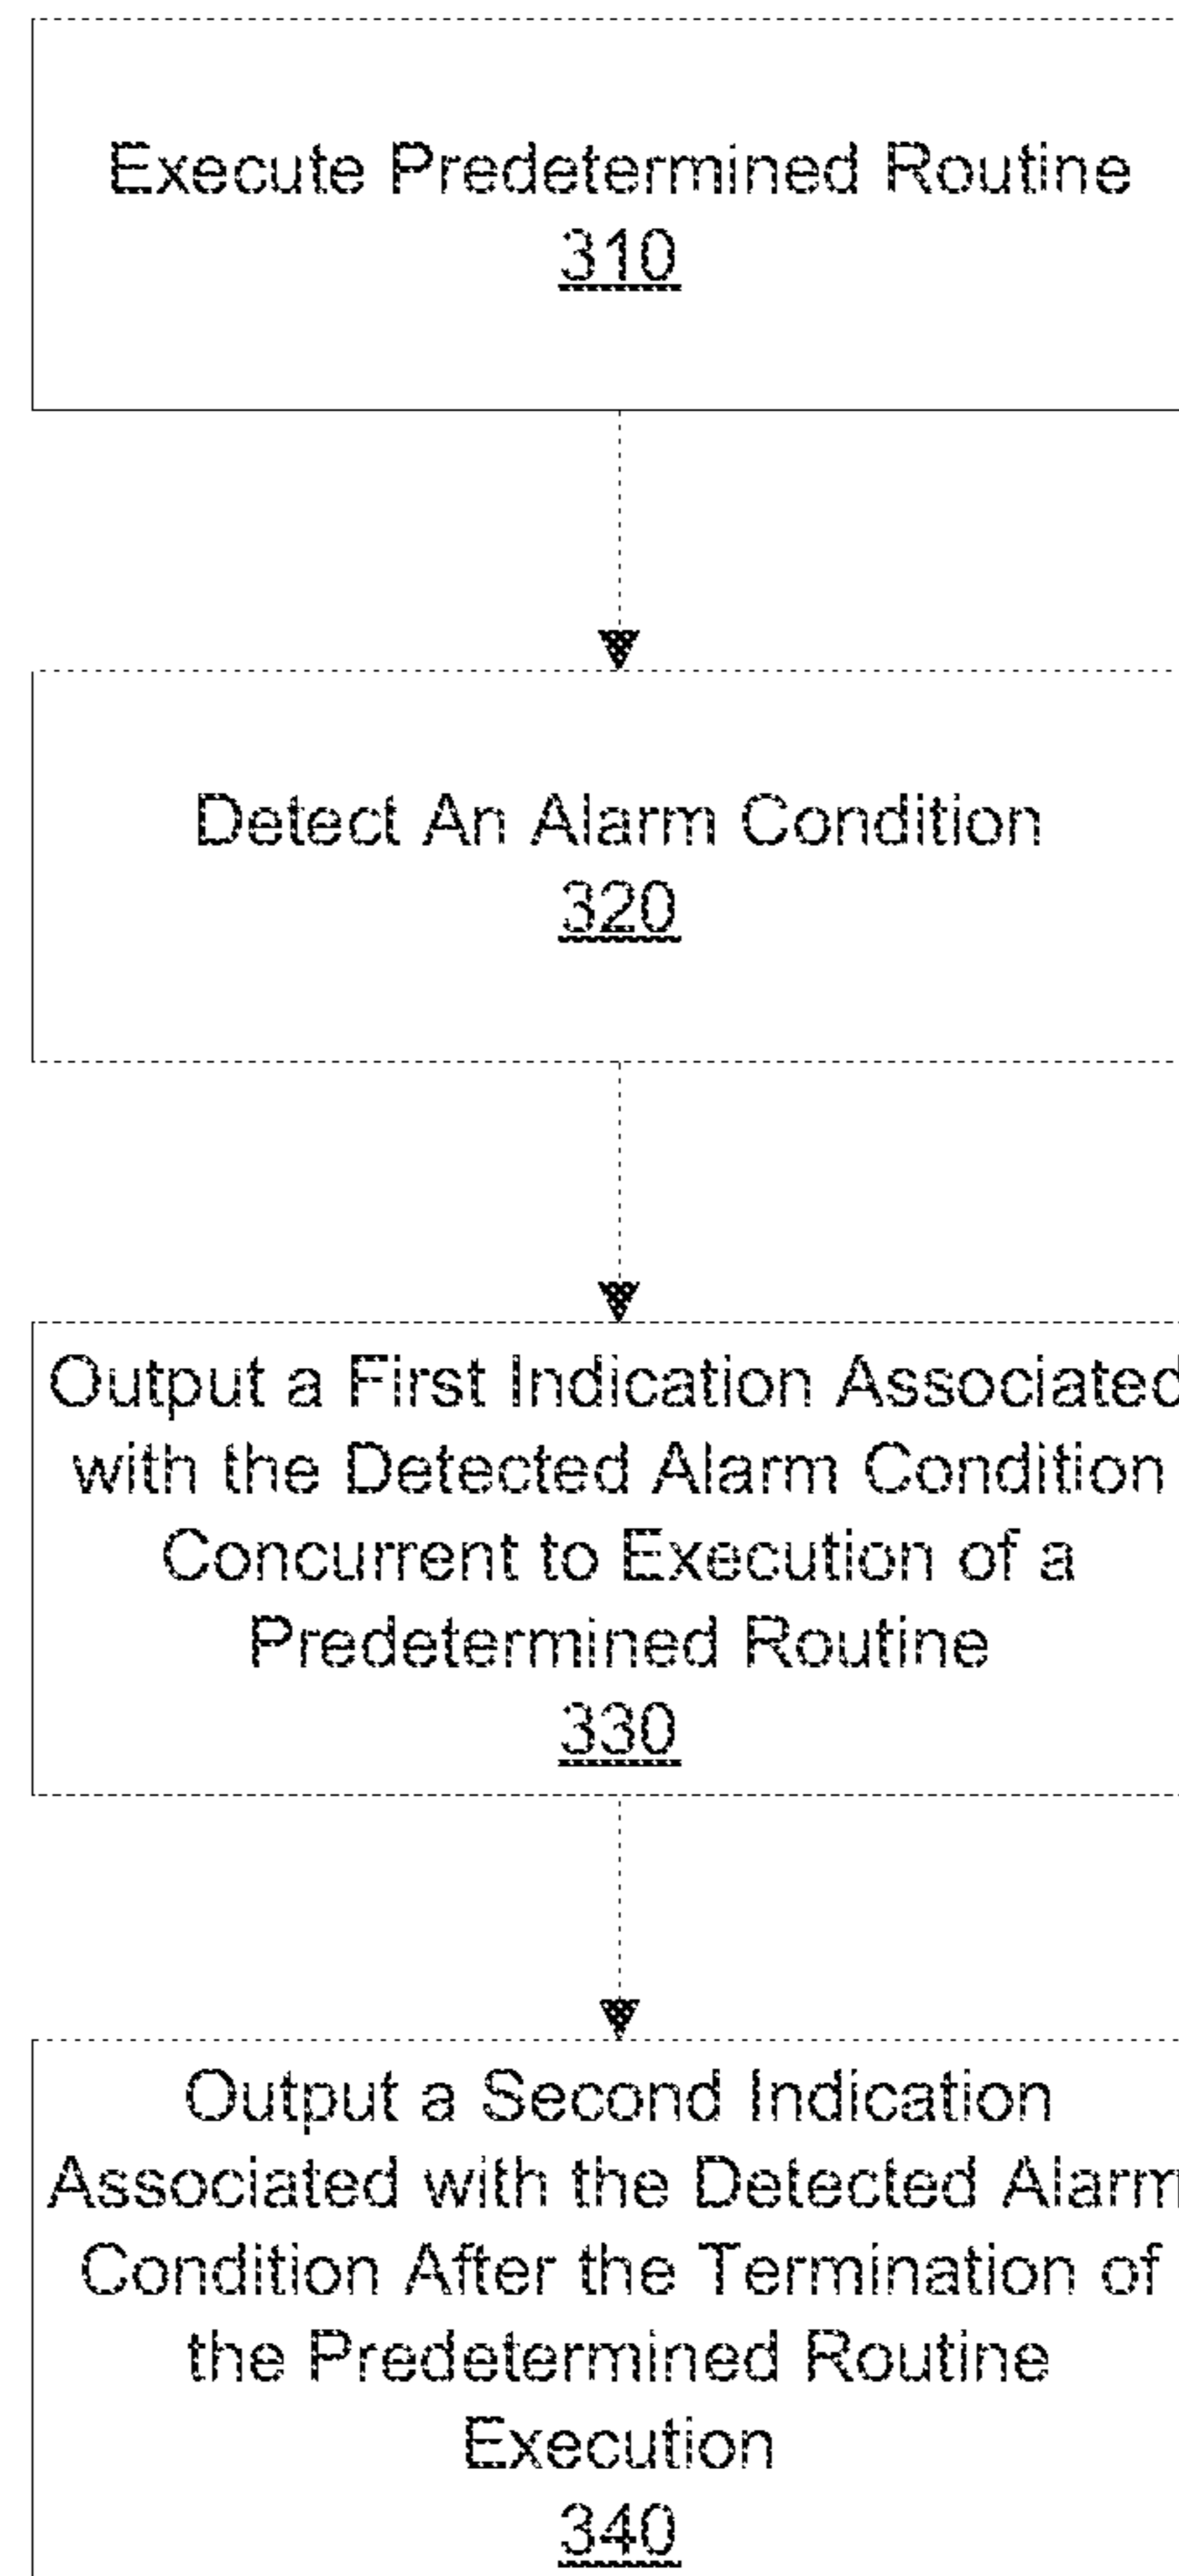 Execute Predetermined Routine
310
Detect An Alarm Condition
320
Output a First Indication Associated
with the Detected Alarm Condition
Concurrent to Execution of a
Predetermined Routine
330
Output a Second Indication
Associated with the Detected Alarm
Condition After the Termination of
the Predetermined Routine
Execution
340